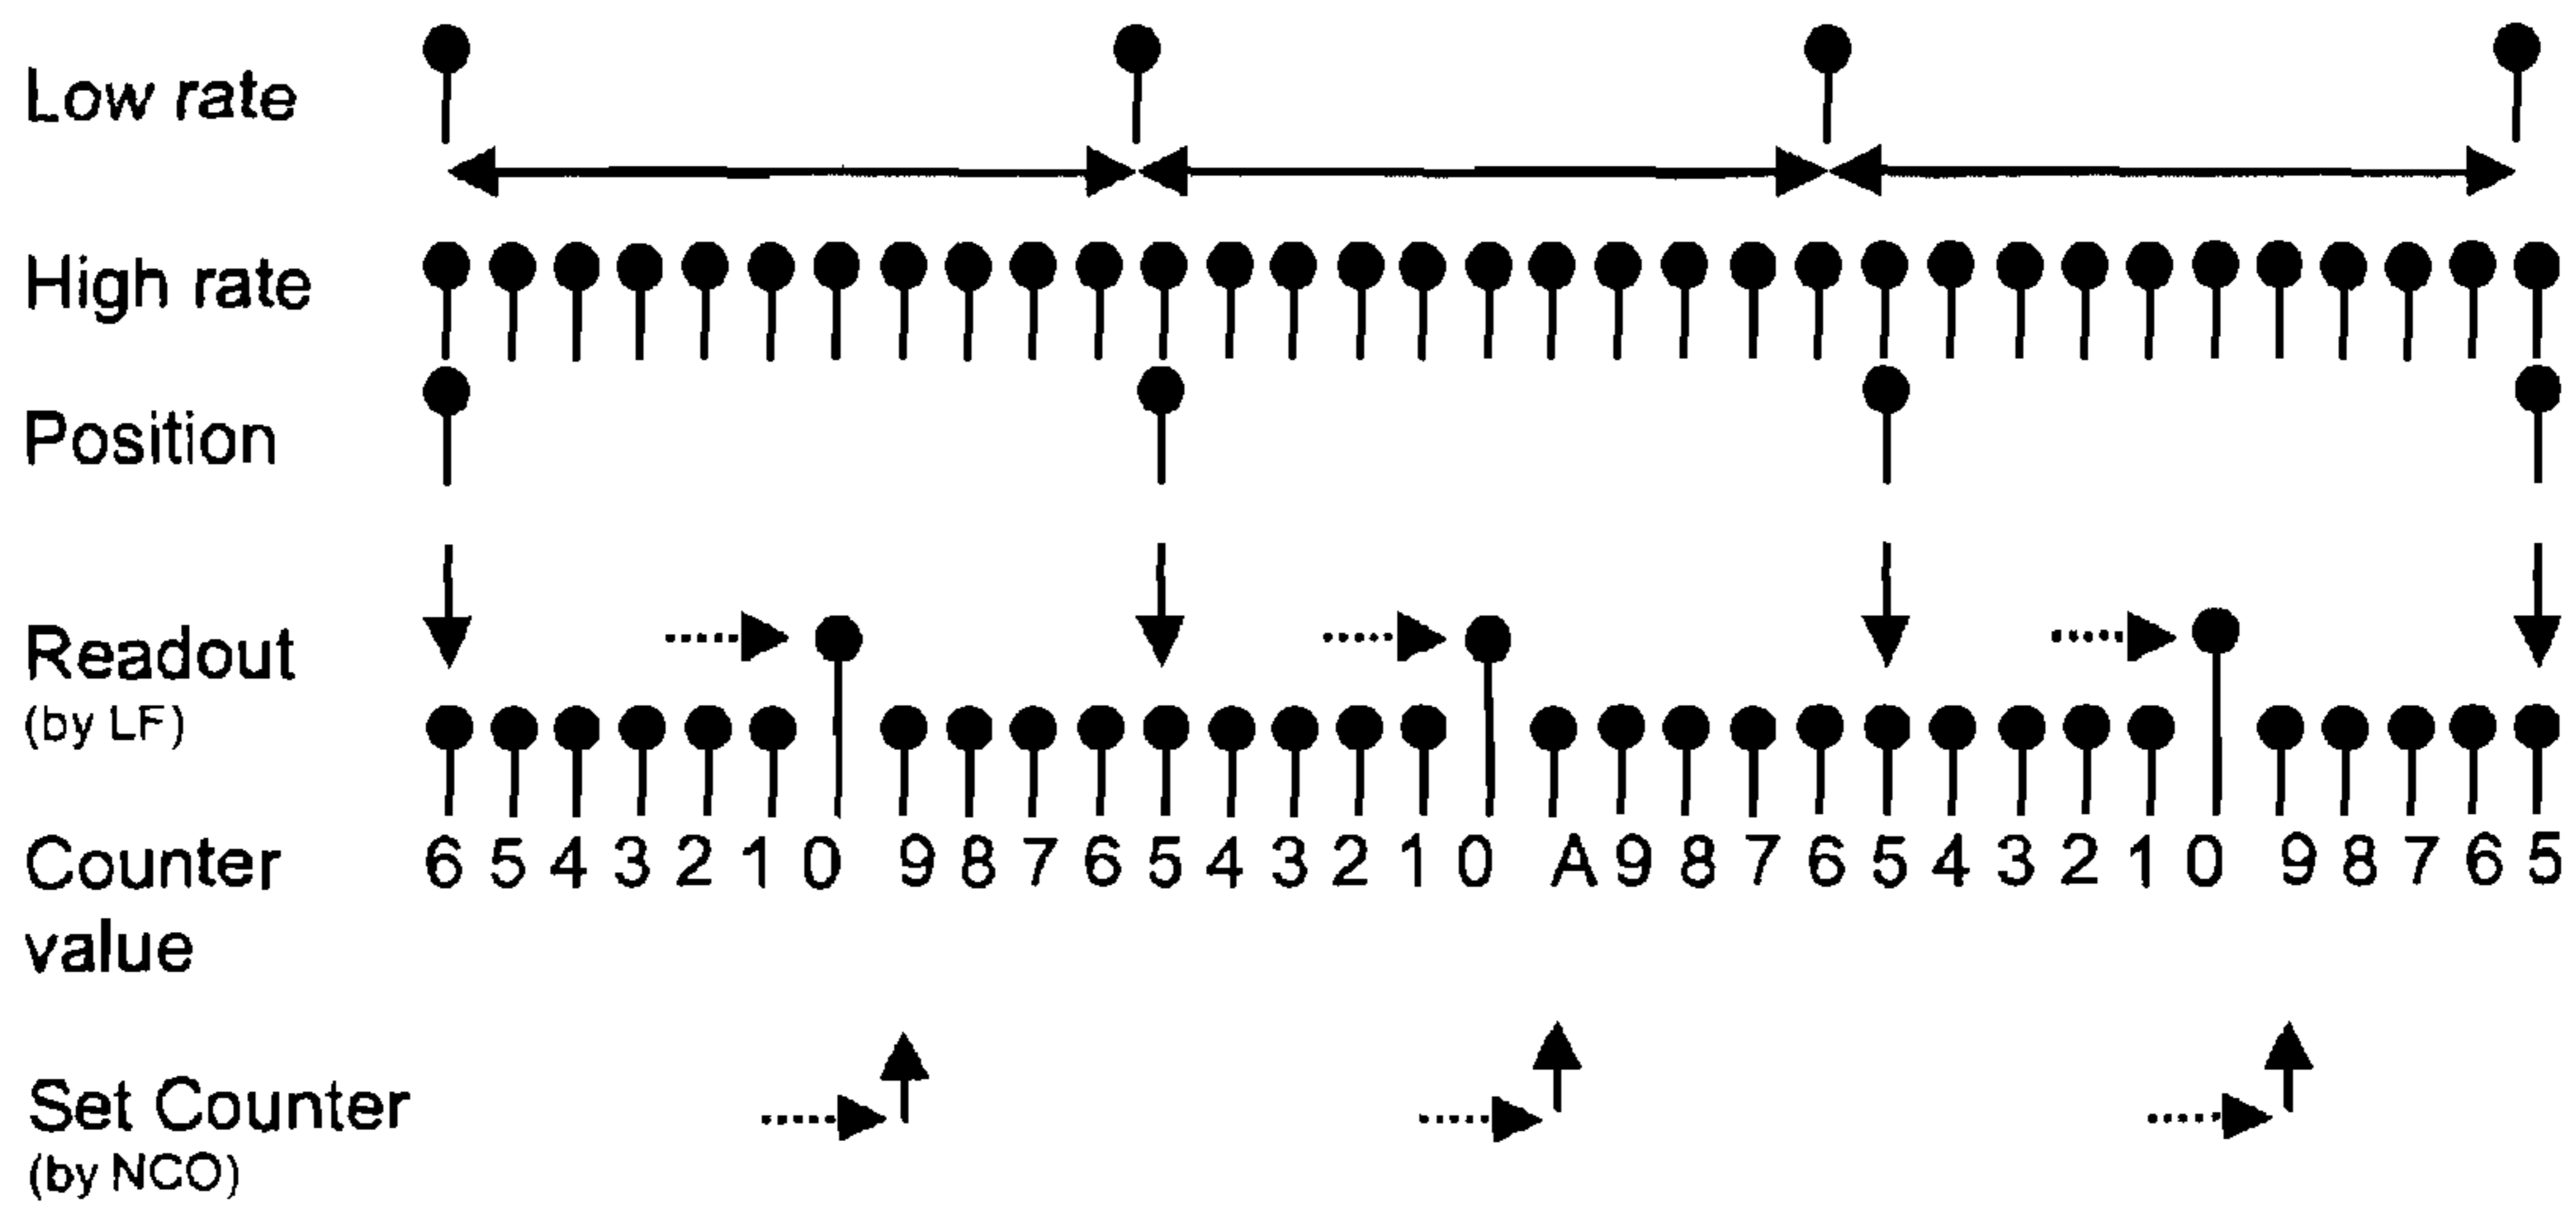 Low rate
High rate
Position
Readout
(by LF)
Counter value
6 5 4 3 2 1 0 9 8 7 6 5 4 3 2 1 0 A 9 8 7 6 5 4 3 2 1 0 9 8 7 6 5
Set Counter
(by NCO)